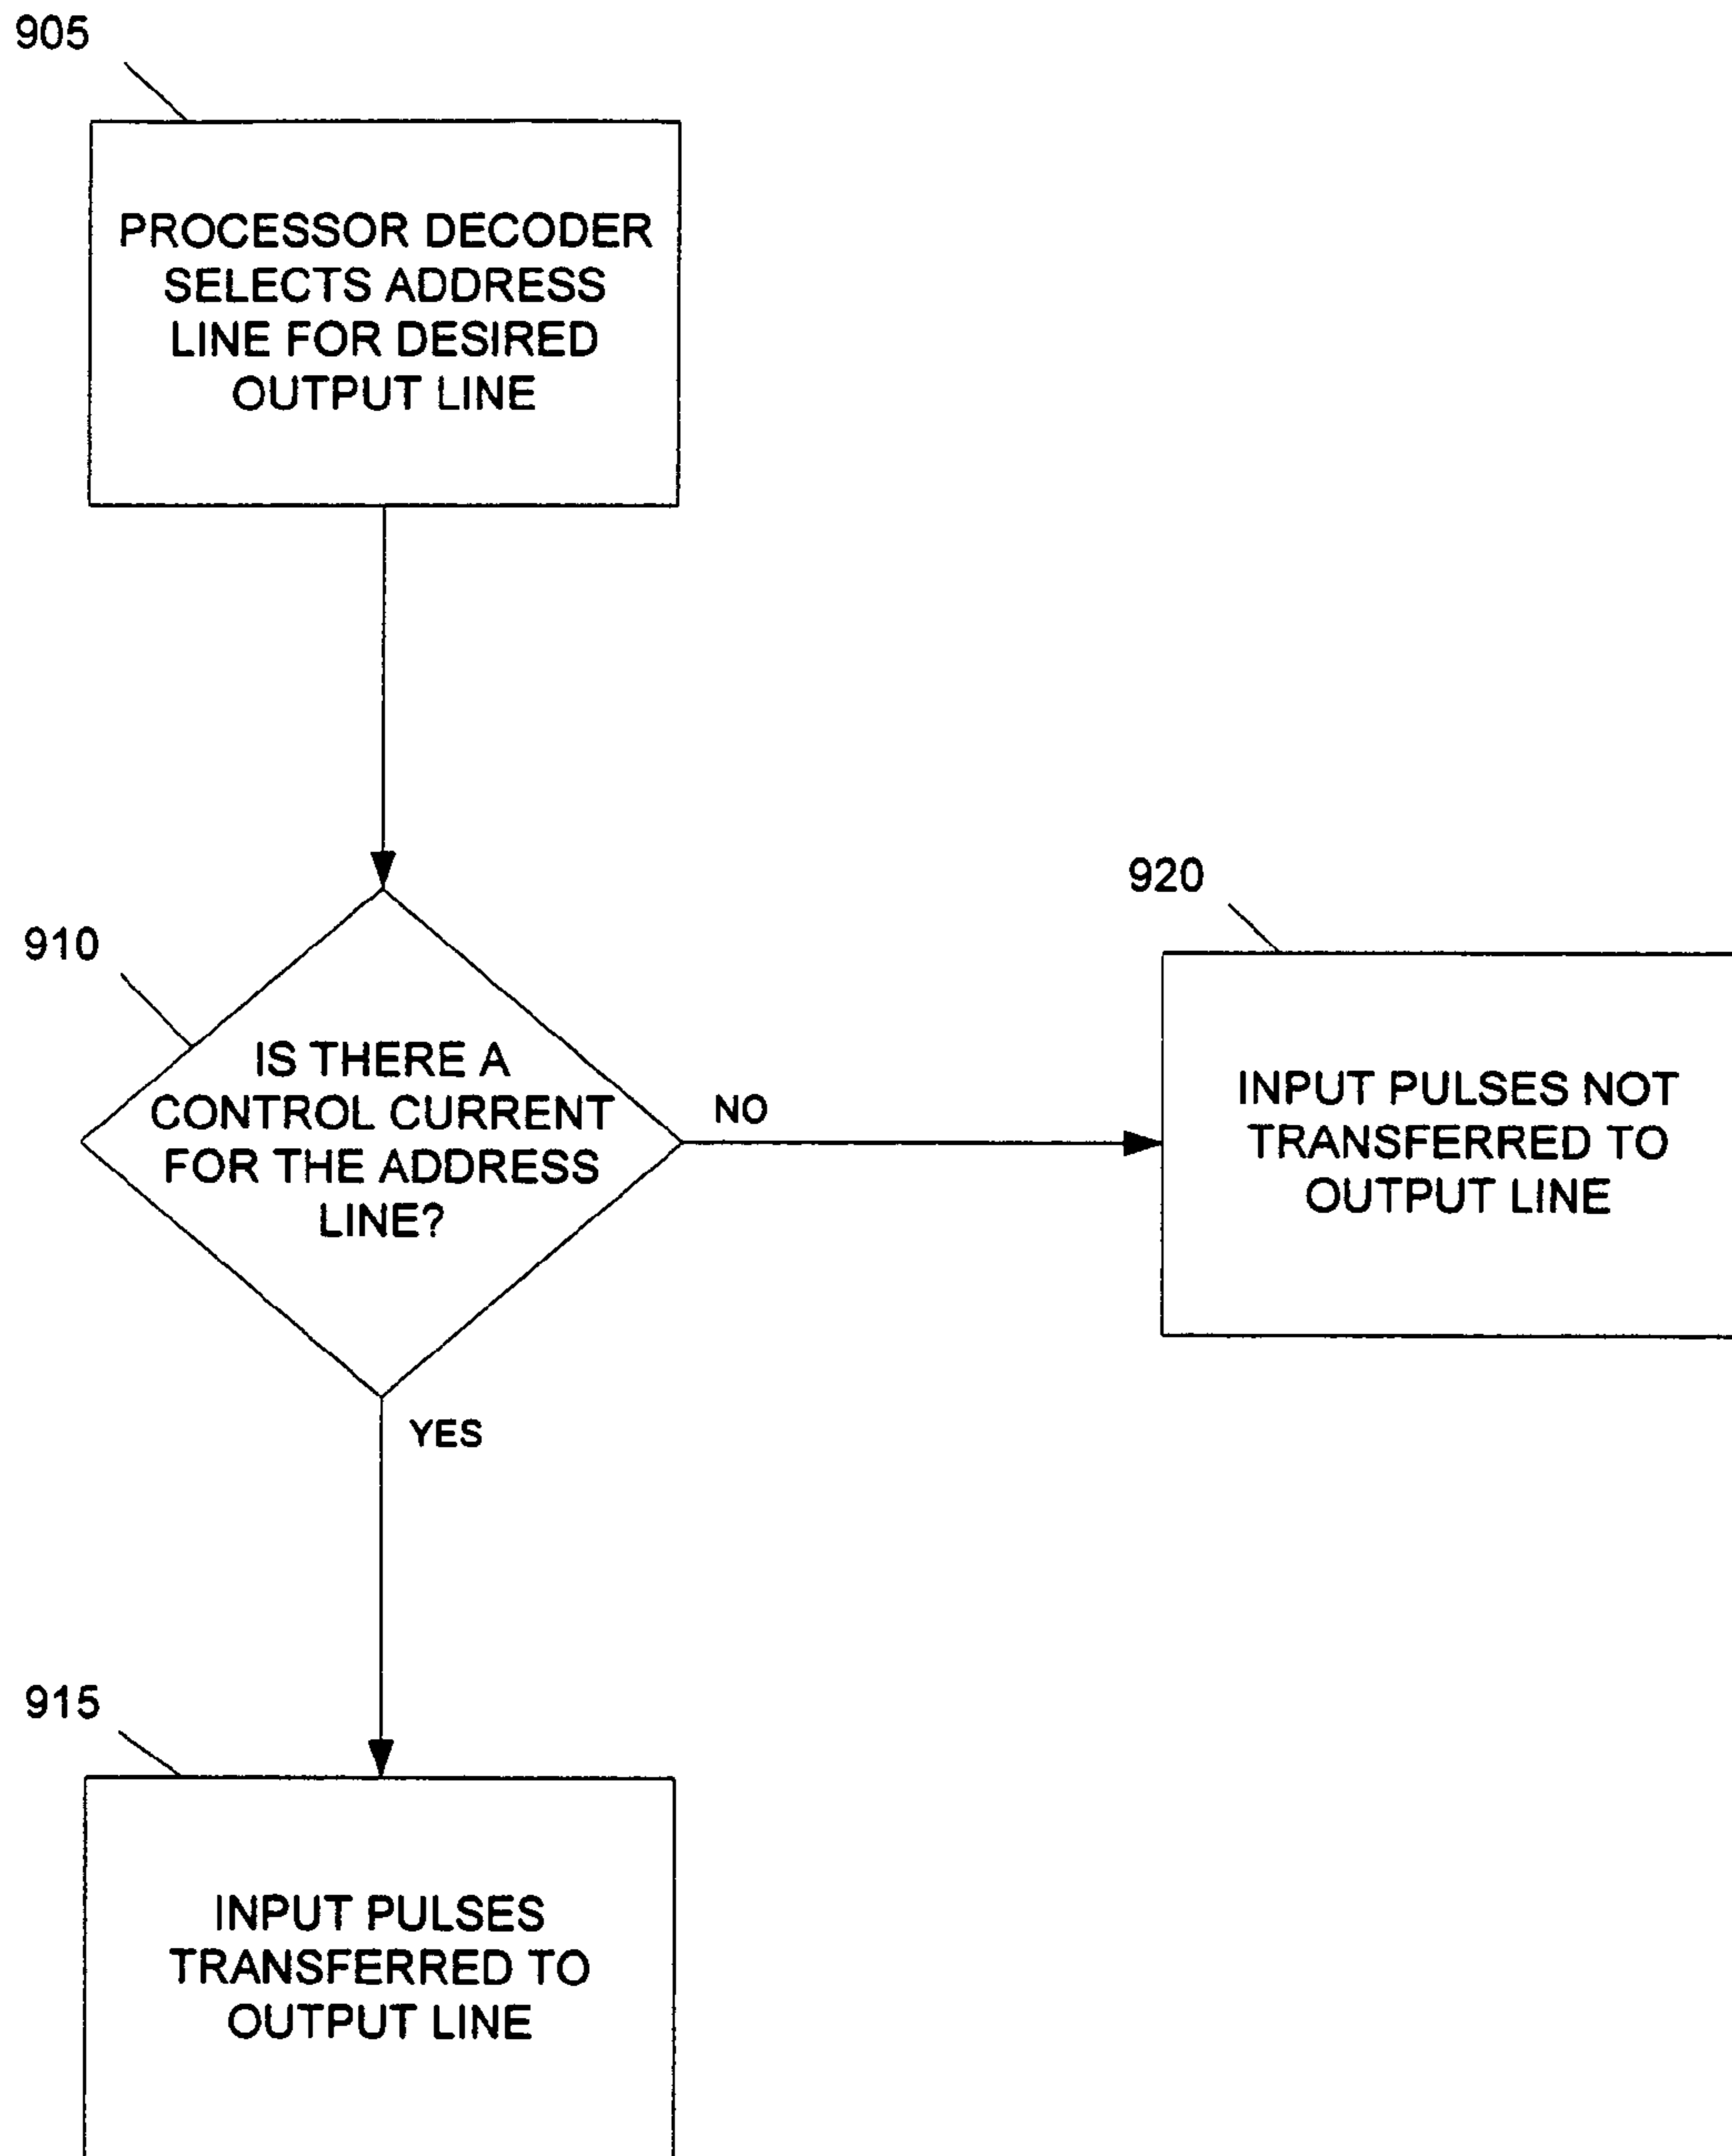 905
PROCESSOR DECODER
SELECTS ADDRESS
LINE FOR DESIRED
OUTPUT LINE
910
IS THERE A
CONTROL CURRENT
FOR THE ADDRESS
LINE?
NO
920
INPUT PULSES NOT
TRANSFERRED TO
OUTPUT LINE
YES
915
INPUT PULSES
TRANSFERRED TO
OUTPUT LINE